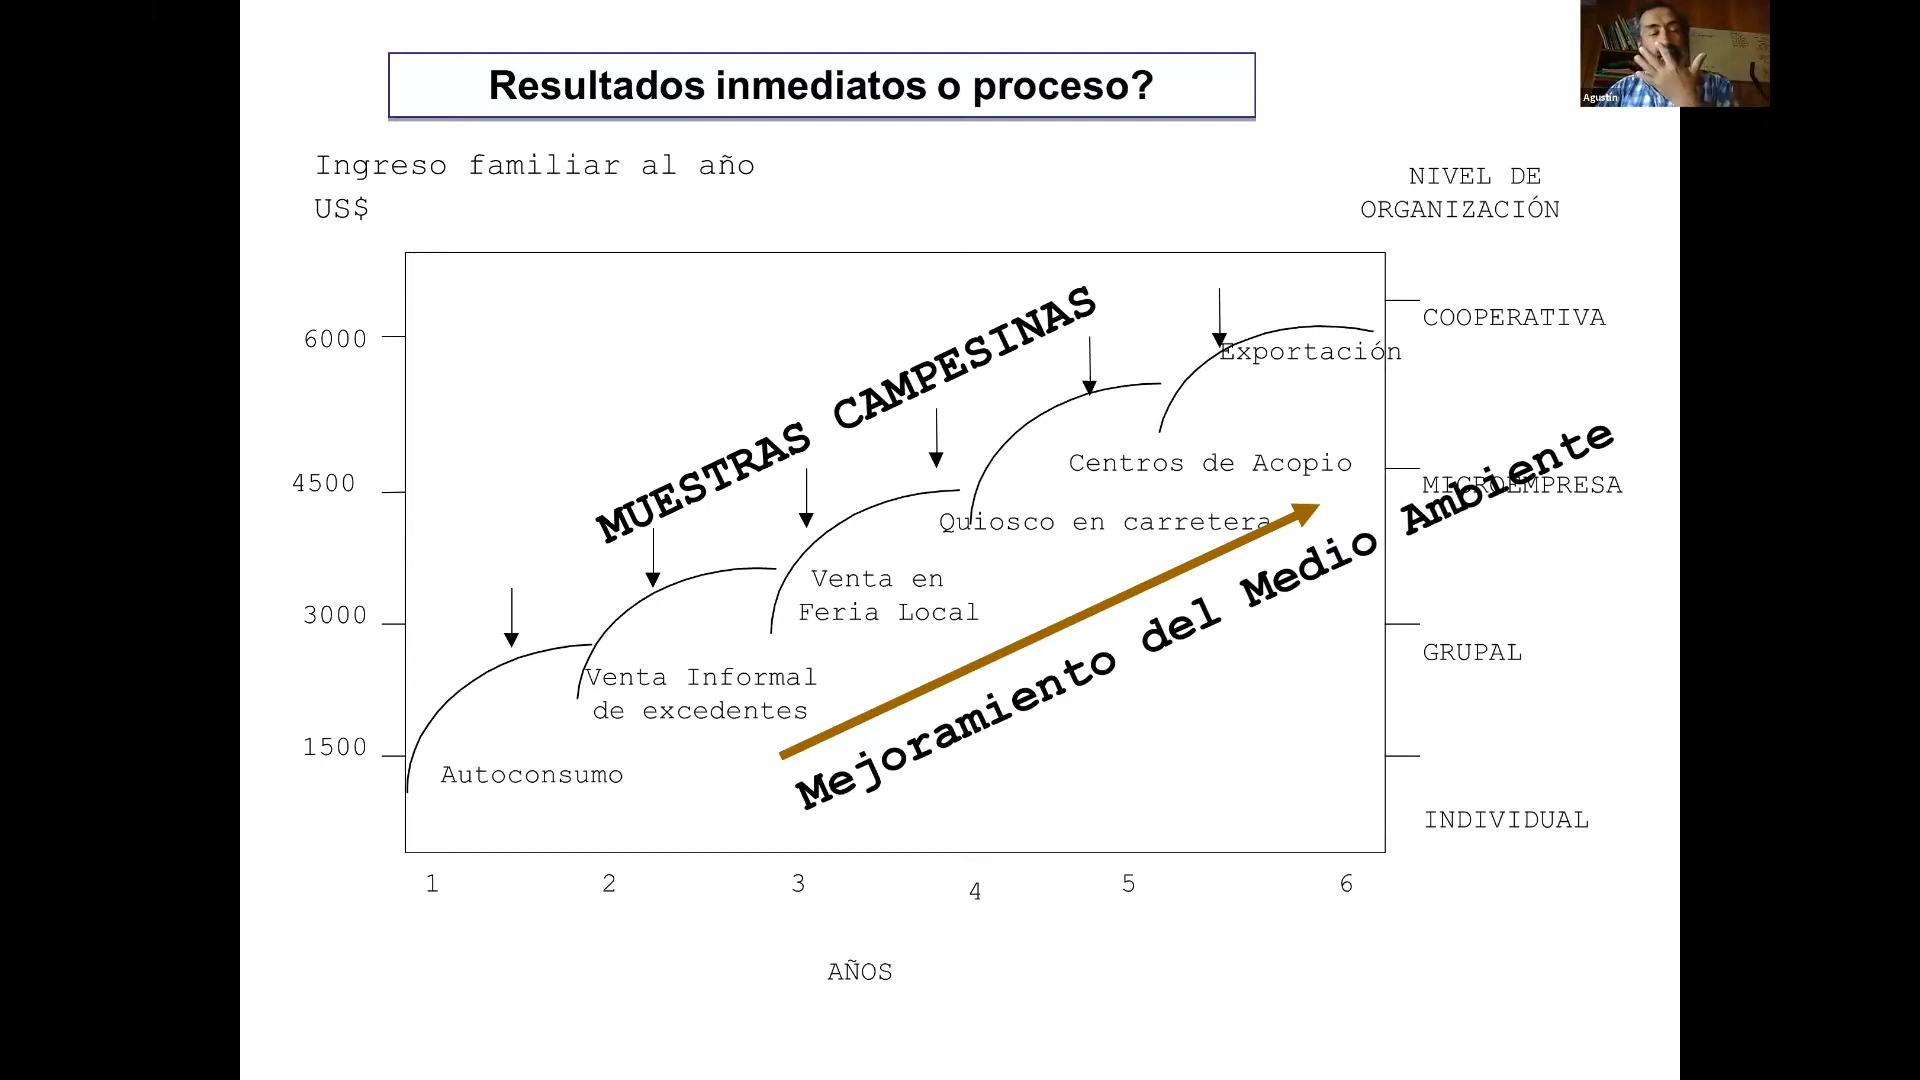 Resultados inmediatos o proceso?
Agustín
Ingreso familiar al año
US$
NIVEL DE
ORGANIZACIÓN
MUESTRAS CAMPESINAS
6000
4500
3000
1500
COOPERATIVA
MICROEMPRESA
GRUPAL
INDIVIDUAL
Exportación
Centros de Acopio
Quiosco en carretera
Venta en
Feria Local
Venta Informal
de excedentes
Autoconsumo
Mejoramiento del Medio Ambiente
1
2
3
4
5
6
AÑOS